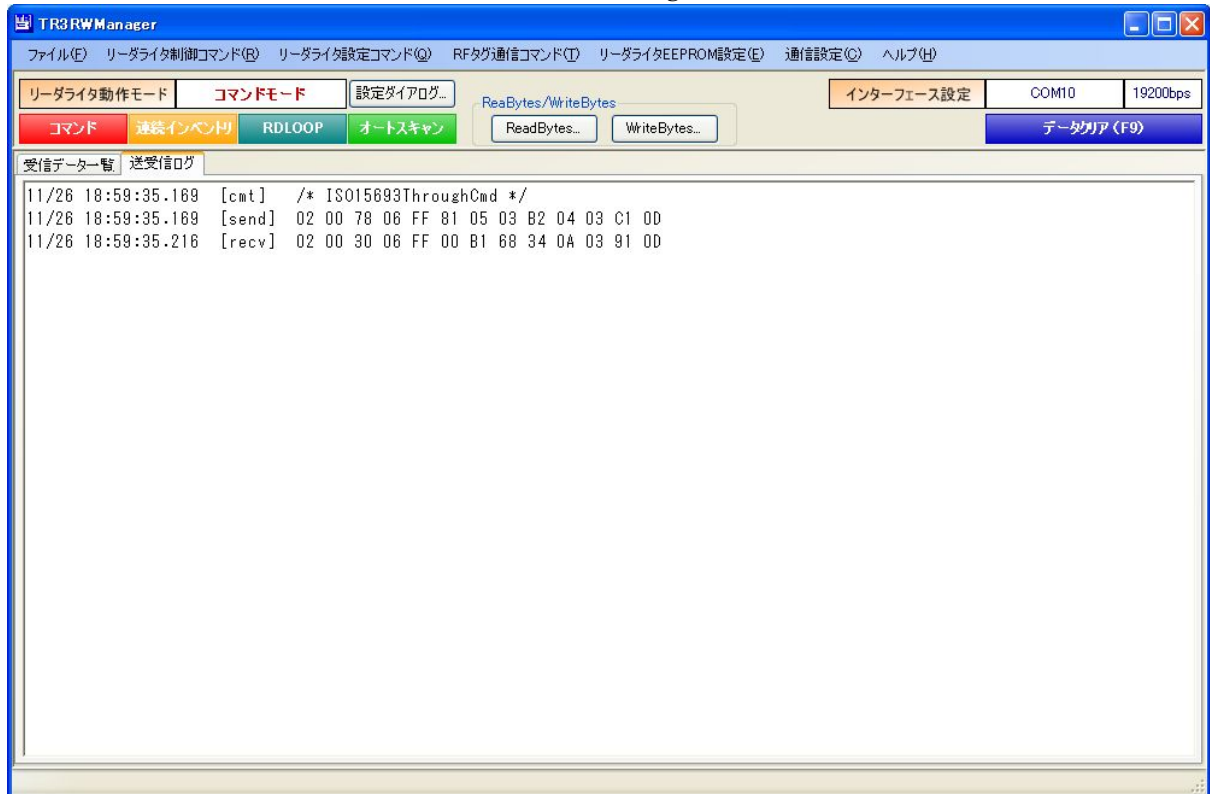 TR3RWManager
ファイル(F) リーダライタ制御コマンド(R) リーダライタ設定コマンド(Q) RFタグ通信コマンド(T) リーダライタEEPROM設定(E) 通信設定(C) ヘルプ(H)
リーダライタ動作モード コマンドモード 設定ダイアログ... ReaBytes/WriteBytes インターフェース設定 COM10 19200bps
コマンド 連続インベントリ RDLOOP オートスキャン ReadBytes... WriteBytes... データクリア(F9)
受信データ一覧 送受信ログ
11/26 18:59:35.169 [cmt] /* ISO15693ThroughCmd */
11/26 18:59:35.169 [send] 02 00 78 06 FF 81 05 03 B2 04 03 C1 0D
11/26 18:59:35.216 [recv] 02 00 30 06 FF 00 B1 68 34 0A 03 91 0D